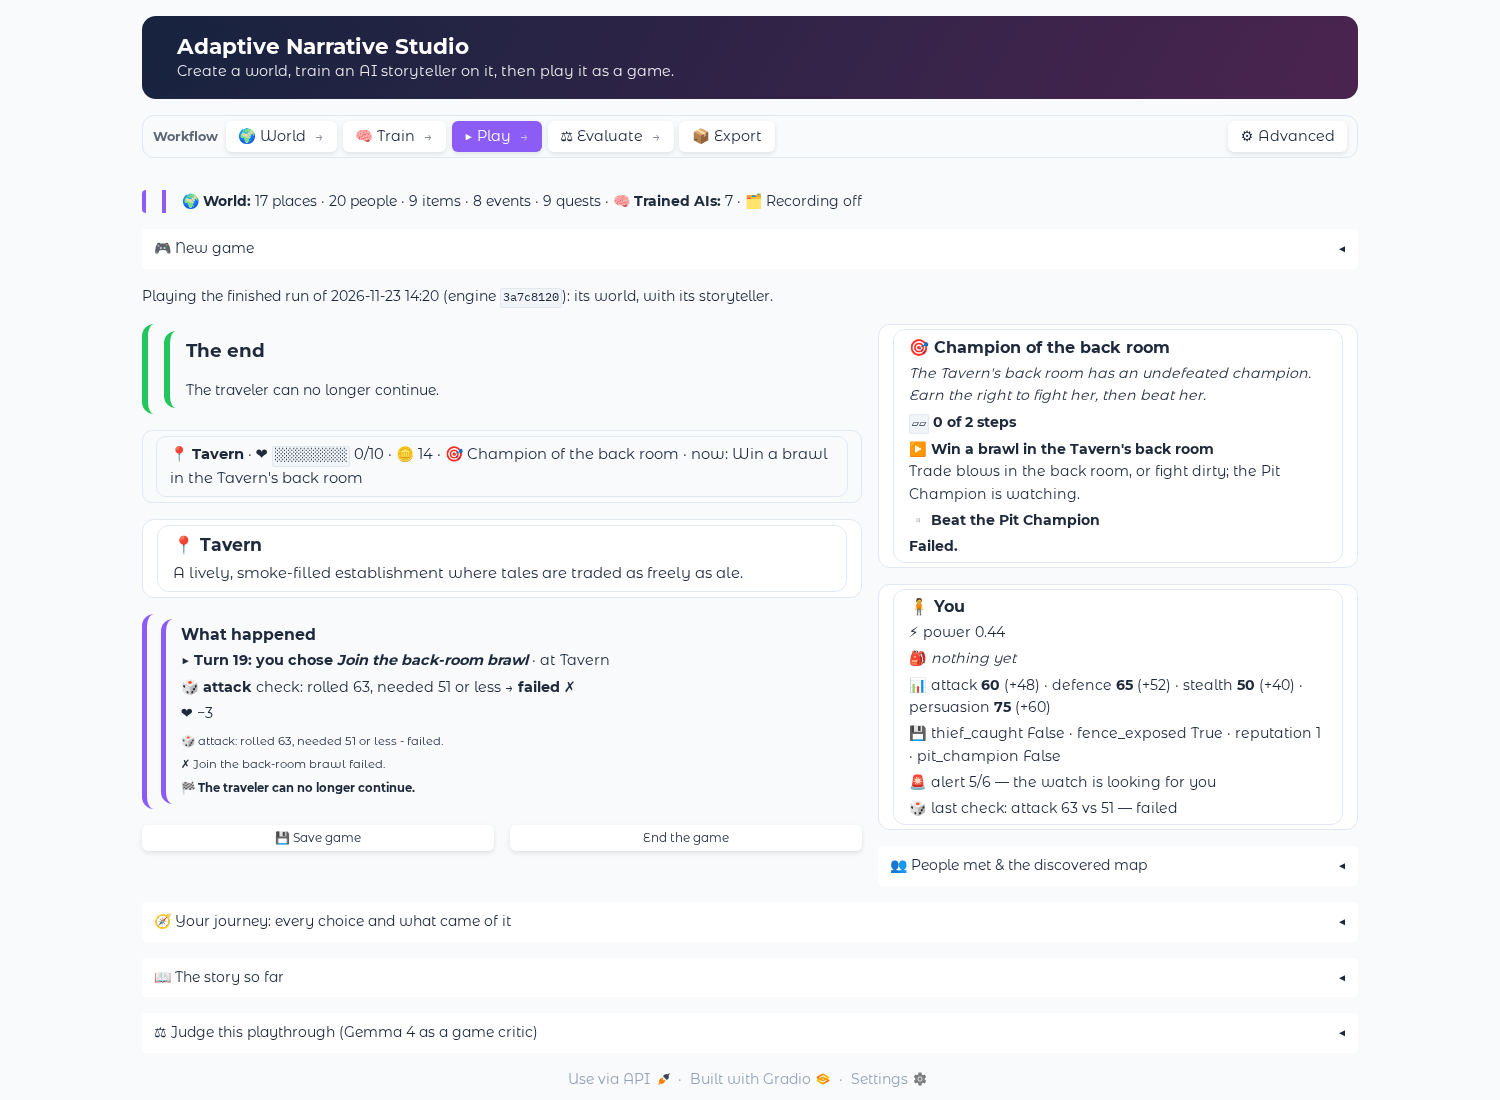 Adaptive Narrative Studio
Create a world, train an AI storyteller on it, then play it as a game.
Workflow 🌍 World → 🧠 Train → ▸ Play → ⚖ Evaluate → 📦 Export ⚙ Advanced
🌍 World: 17 places · 20 people · 9 items · 8 events · 9 quests · 🧠 Trained AIs: 7 · 🗂️ Recording off
🎮 New game
Playing the finished run of 2026-11-23 14:20 (engine 3a7c8120): its world, with its storyteller.
The end
The traveler can no longer continue.
📍 Tavern · ❤ ░░░░░░░░░░ 0/10 · 🪙 14 · 🎯 Champion of the back room · now: Win a brawl
in the Tavern's back room
📍 Tavern
A lively, smoke-filled establishment where tales are traded as freely as ale.
What happened
▸ Turn 19: you chose Join the back-room brawl · at Tavern
🎲 attack check: rolled 63, needed 51 or less → failed ✗
❤ −3
🎲 attack: rolled 63, needed 51 or less - failed.
✗ Join the back-room brawl failed.
🏁 The traveler can no longer continue.
💾 Save game
End the game
🎯 Champion of the back room
The Tavern's back room has an undefeated champion.
Earn the right to fight her, then beat her.
▱▱ 0 of 2 steps
▶️ Win a brawl in the Tavern's back room
Trade blows in the back room, or fight dirty; the Pit
Champion is watching.
▫️ Beat the Pit Champion
Failed.
🧍 You
⚡ power 0.44
🎒 nothing yet
📊 attack 60 (+48) · defence 65 (+52) · stealth 50 (+40) ·
persuasion 75 (+60)
💾 thief_caught False · fence_exposed True · reputation 1
· pit_champion False
🚨 alert 5/6 — the watch is looking for you
🎲 last check: attack 63 vs 51 — failed
👥 People met & the discovered map
🧭 Your journey: every choice and what came of it
📖 The story so far
⚖ Judge this playthrough (Gemma 4 as a game critic)
Use via API 🚀 · Built with Gradio · Settings ⚙